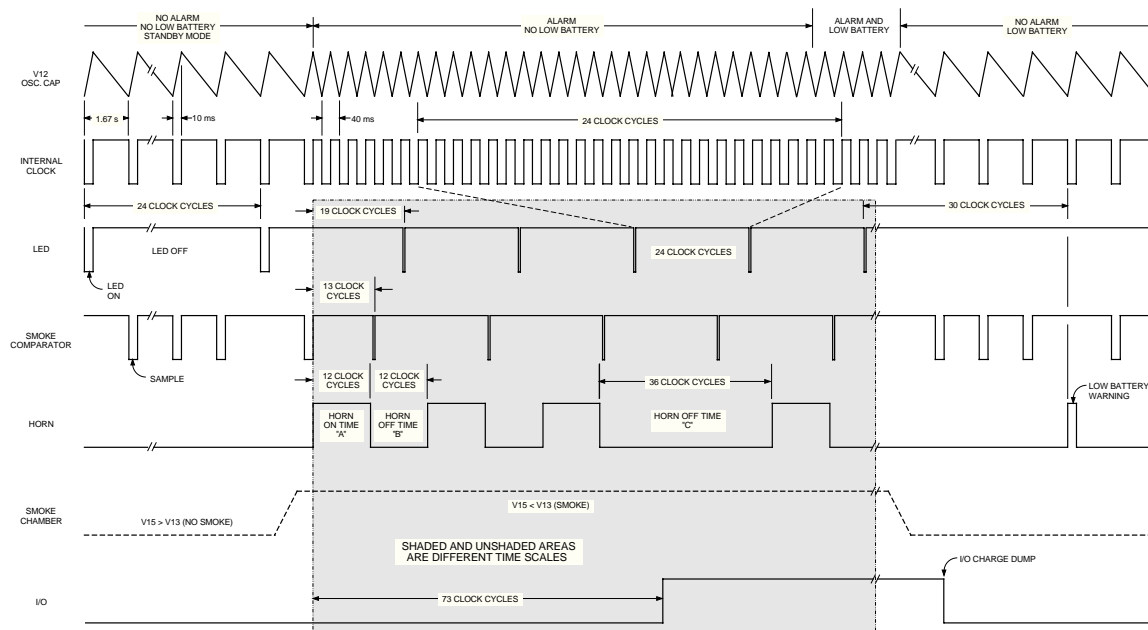 NO ALARM
NO LOW BATTERY
STANDBY MODE
ALARM
NO LOW BATTERY
ALARM AND
LOW BATTERY
NO ALARM
LOW BATTERY
V12
OSC. CAP
1.67 s
10 ms
40 ms
24 CLOCK CYCLES
INTERNAL
CLOCK
24 CLOCK CYCLES
19 CLOCK CYCLES
30 CLOCK CYCLES
LED
LED OFF
24 CLOCK CYCLES
LED
ON
13 CLOCK
CYCLES
SMOKE
COMPARATOR
SAMPLE
12 CLOCK
CYCLES
12 CLOCK
CYCLES
36 CLOCK CYCLES
LOW BATTERY
WARNING
HORN
HORN
ON TIME
"A"
HORN
OFF TIME
"B"
HORN OFF TIME
"C"
SMOKE
CHAMBER
V15 > V13 (NO SMOKE)
V15 < V13 (SMOKE)
SHADED AND UNSHADED AREAS
ARE DIFFERENT TIME SCALES
I/O CHARGE DUMP
I/O
73 CLOCK CYCLES